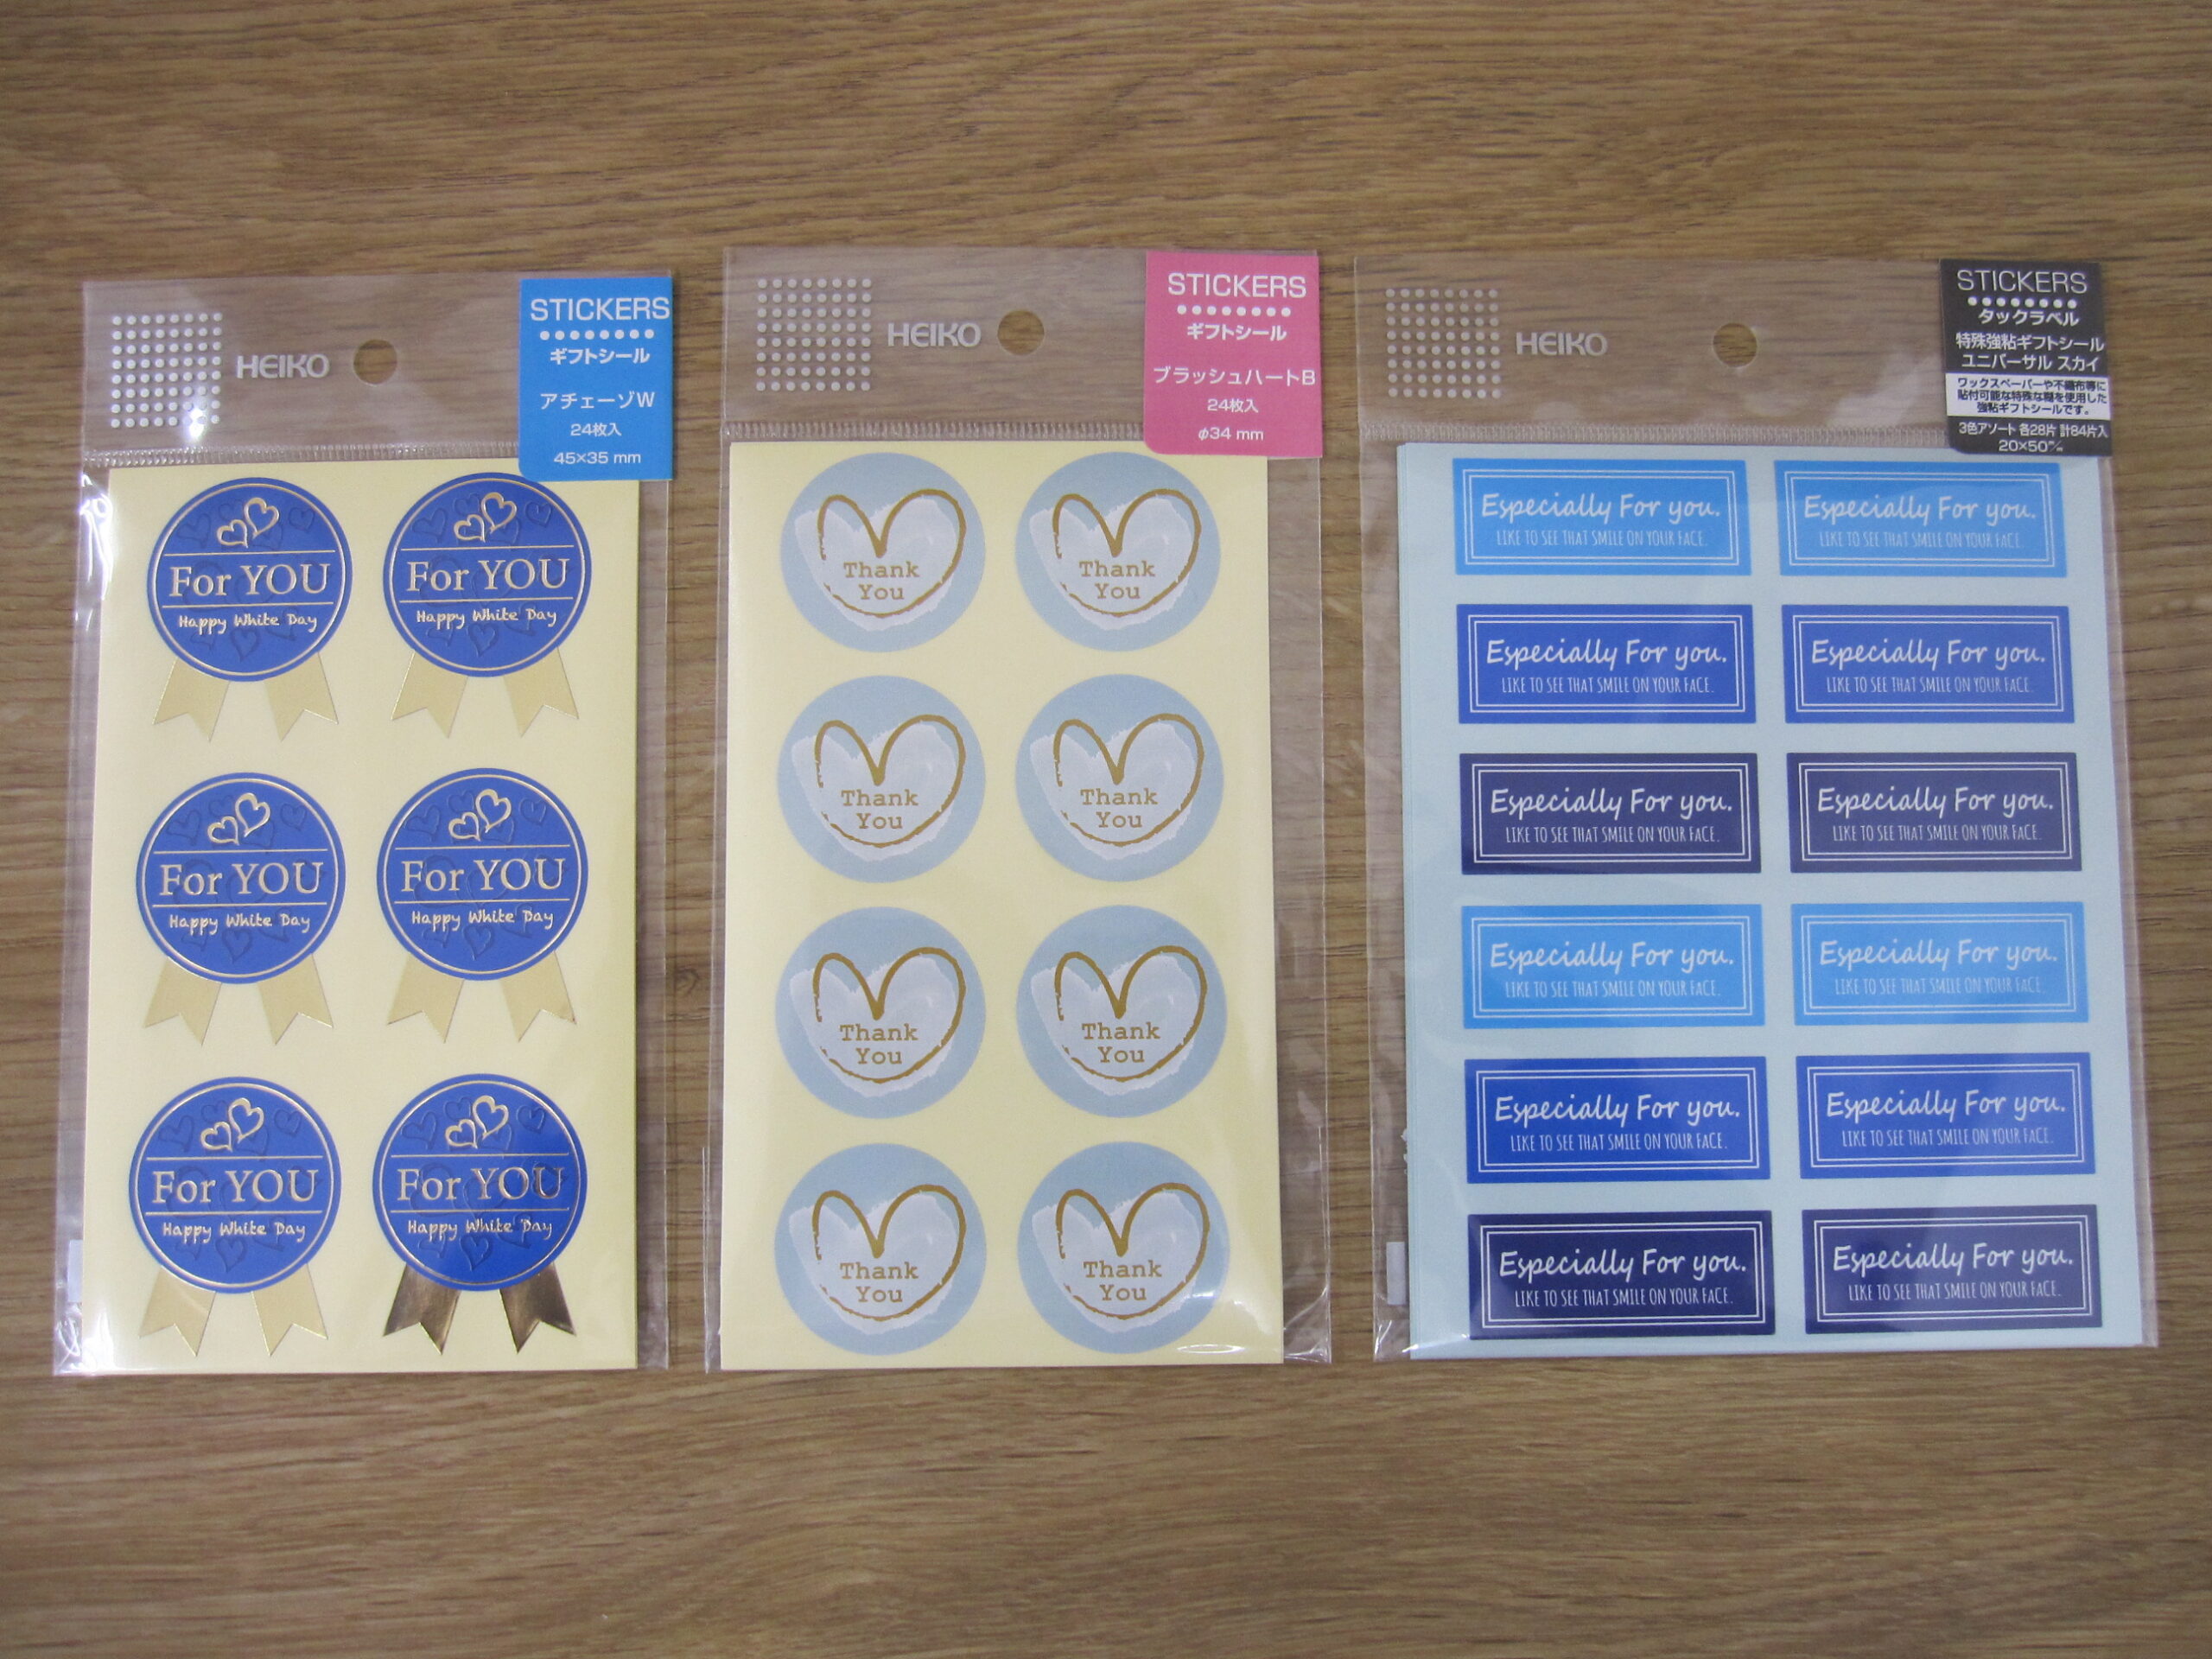 HEIKO
STICKERS
ギフトシール
アチェーゾW
24枚入
45×35 mm
For YOU
Happy White Day
For YOU
Happy White Day
For YOU
Happy White Day
For YOU
Happy White Day
For YOU
Happy White Day
For YOU
Happy White Day
HEIKO
STICKERS
ギフトシール
ブラッシュハートB
24枚入
φ34 mm
Thank
You
Thank
You
Thank
You
Thank
You
Thank
You
Thank
You
Thank
You
Thank
You
HEIKO
STICKERS
タックラベル
特殊強粘ギフトシール
ユニバーサル スカイ
ワックスペーパーや不織布等に
貼付可能な特殊な糊を使用した
強粘ギフトシールです。
3色アソート 各28片 計84片入
20×50㎜
Especially For you.
LIKE TO SEE THAT SMILE ON YOUR FACE.
Especially For you.
LIKE TO SEE THAT SMILE ON YOUR FACE.
Especially For you.
LIKE TO SEE THAT SMILE ON YOUR FACE.
Especially For you.
LIKE TO SEE THAT SMILE ON YOUR FACE.
Especially For you.
LIKE TO SEE THAT SMILE ON YOUR FACE.
Especially For you.
LIKE TO SEE THAT SMILE ON YOUR FACE.
Especially For you.
LIKE TO SEE THAT SMILE ON YOUR FACE.
Especially For you.
LIKE TO SEE THAT SMILE ON YOUR FACE.
Especially For you.
LIKE TO SEE THAT SMILE ON YOUR FACE.
Especially For you.
LIKE TO SEE THAT SMILE ON YOUR FACE.
Especially For you.
LIKE TO SEE THAT SMILE ON YOUR FACE.
Especially For you.
LIKE TO SEE THAT SMILE ON YOUR FACE.